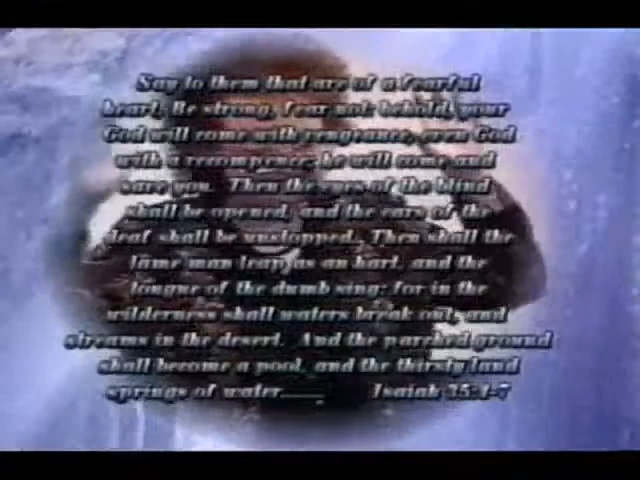 Say to them that are of a fearful
heart, Be strong, fear not: behold, your
God will come with vengeance, even God
with a recompence; he will come and
save you. Then the eyes of the blind
shall be opened, and the ears of the
deaf shall be unstopped. Then shall the
lame man leap as an hart, and the
tongue of the dumb sing: for in the
wilderness shall waters break out, and
streams in the desert. And the parched ground
shall become a pool, and the thirsty land
springs of water...... Isaiah 35:4-7